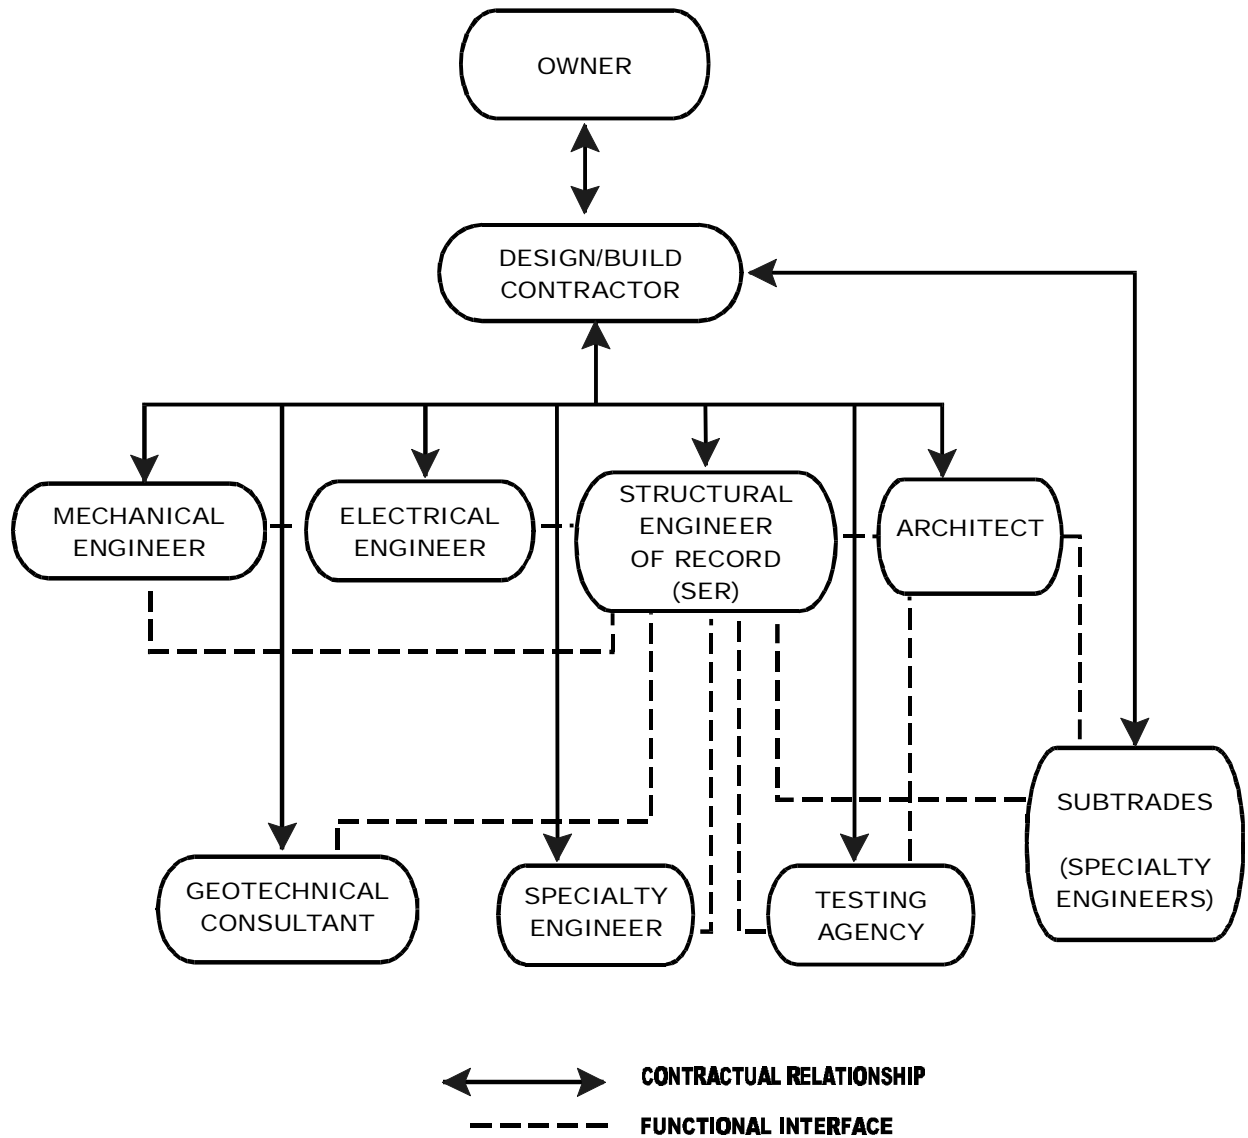 OWNER
DESIGN/BUILD
CONTRACTOR
MECHANICAL
ENGINEER
ELECTRICAL
ENGINEER
STRUCTURAL
ENGINEER
OF RECORD
(SER)
ARCHITECT
GEOTECHNICAL
CONSULTANT
SPECIALTY
ENGINEER
TESTING
AGENCY
SUBTRADES
(SPECIALTY
ENGINEERS)
CONTRACTUAL RELATIONSHIP
FUNCTIONAL INTERFACE